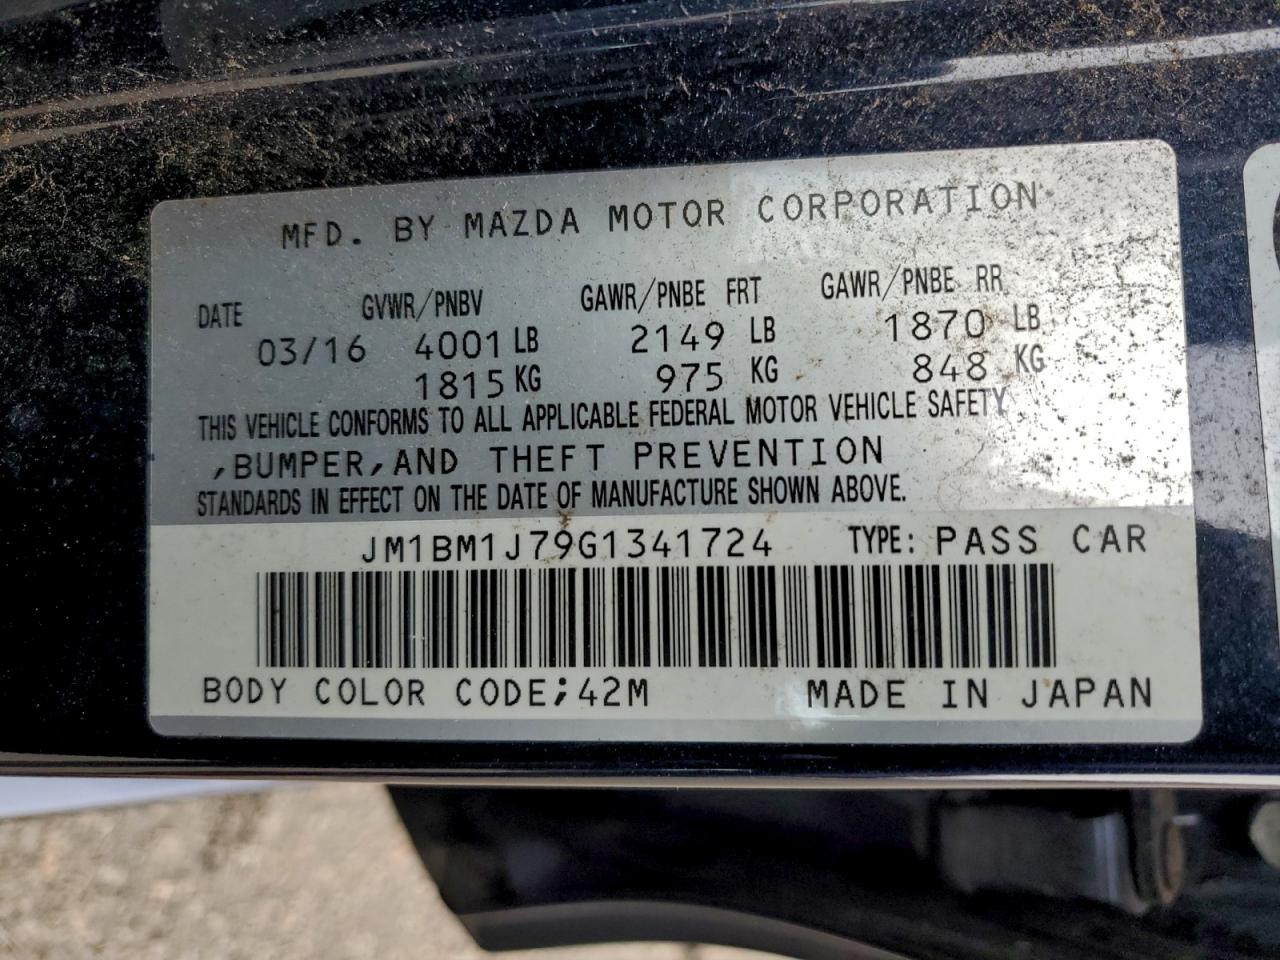 MFD. BY MAZDA MOTOR CORPORATION
DATE GVWR/PNBV GAWR/PNBE FRT GAWR/PNBE RR
03/16 4001 LB 2149 LB 1870 LB
1815 KG 975 KG 848 KG
THIS VEHICLE CONFORMS TO ALL APPLICABLE FEDERAL MOTOR VEHICLE SAFETY
,BUMPER,AND THEFT PREVENTION
STANDARDS IN EFFECT ON THE DATE OF MANUFACTURE SHOWN ABOVE.
JM1BM1J79G1341724 TYPE: PASS CAR
BODY COLOR CODE;42M MADE IN JAPAN